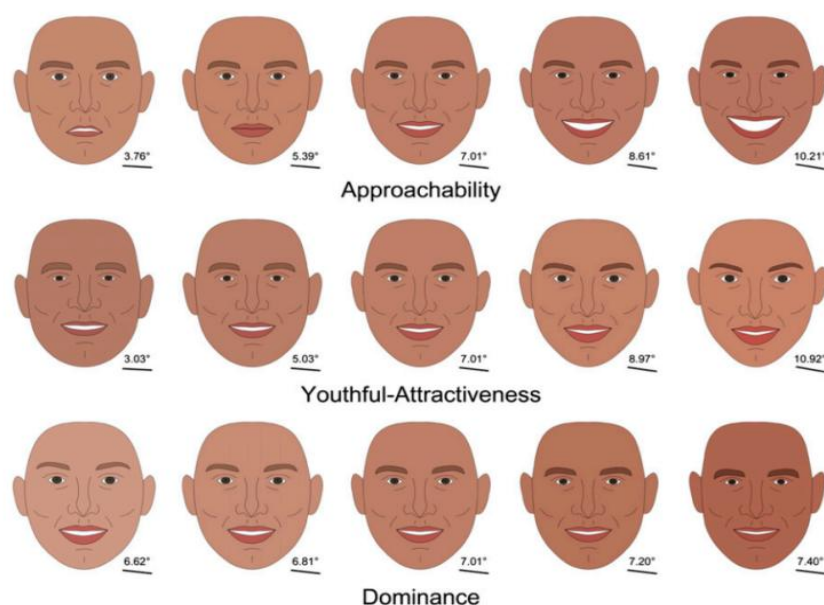 3.76° 5.39° 7.01° 8.61° 10.21°
Approachability
3.03° 5.03° 7.01° 8.97° 10.92°
Youthful-Attractiveness
6.62° 6.81° 7.01° 7.20° 7.40°
Dominance